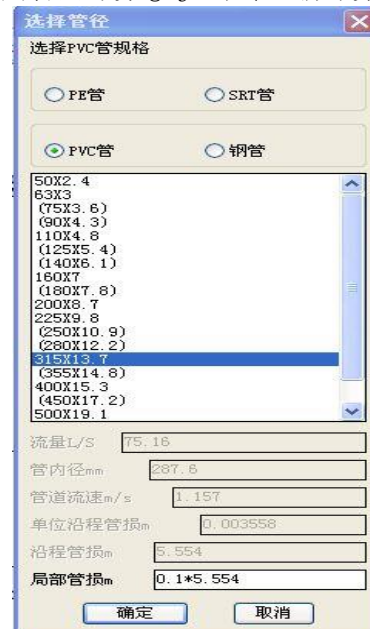 选择管径
选择PVC管规格
PE管 SRT管
PVC管 钢管
50X2.4
63X3
(75X3.6)
(90X4.3)
110X4.8
(125X5.4)
(140X6.1)
160X7
(180X7.8)
200X8.7
225X9.8
(250X10.9)
(280X12.2)
315X13.7
(355X14.8)
400X15.3
(450X17.2)
500X19.1
流量L/S 75.16
管内径mm 287.6
管道流速m/s 1.157
单位沿程管损m 0.003558
沿程管损m 5.554
局部管损m 0.1*5.554
确定 取消